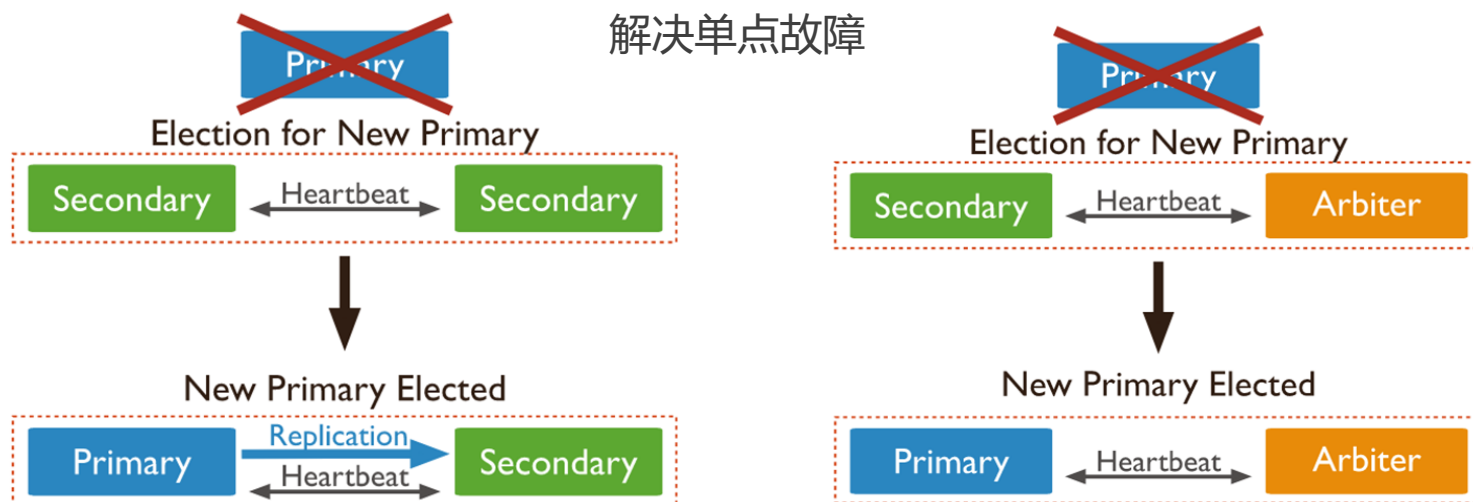 解决单点故障
Primary
Election for New Primary
Secondary
Heartbeat
Secondary
New Primary Elected
Primary
Replication
Heartbeat
Secondary
Primary
Election for New Primary
Secondary
Heartbeat
Arbiter
New Primary Elected
Primary
Heartbeat
Arbiter